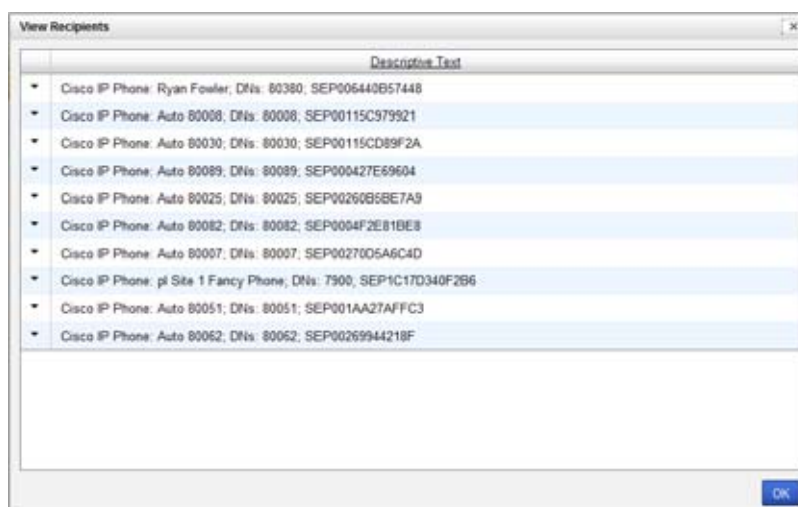 View Recipients
Descriptive Text
Cisco IP Phone: Ryan Fowler; DNs: 80380; SEP006440B57448
Cisco IP Phone: Auto 80008; DNs: 80008; SEP00115C979921
Cisco IP Phone: Auto 80030; DNs: 80030; SEP00115CD89F2A
Cisco IP Phone: Auto 80089; DNs: 80089; SEP000427E69604
Cisco IP Phone: Auto 80025; DNs: 80025; SEP00260B5BE7A9
Cisco IP Phone: Auto 80082; DNs: 80082; SEP0004F2E81BE8
Cisco IP Phone: Auto 80007; DNs: 80007; SEP00270D5A6C4D
Cisco IP Phone: pl Site 1 Fancy Phone; DNs: 7900; SEP1C17D340F2B6
Cisco IP Phone: Auto 80051; DNs: 80051; SEP001AA27AFFC3
Cisco IP Phone: Auto 80062; DNs: 80062; SEP00269944218F
OK